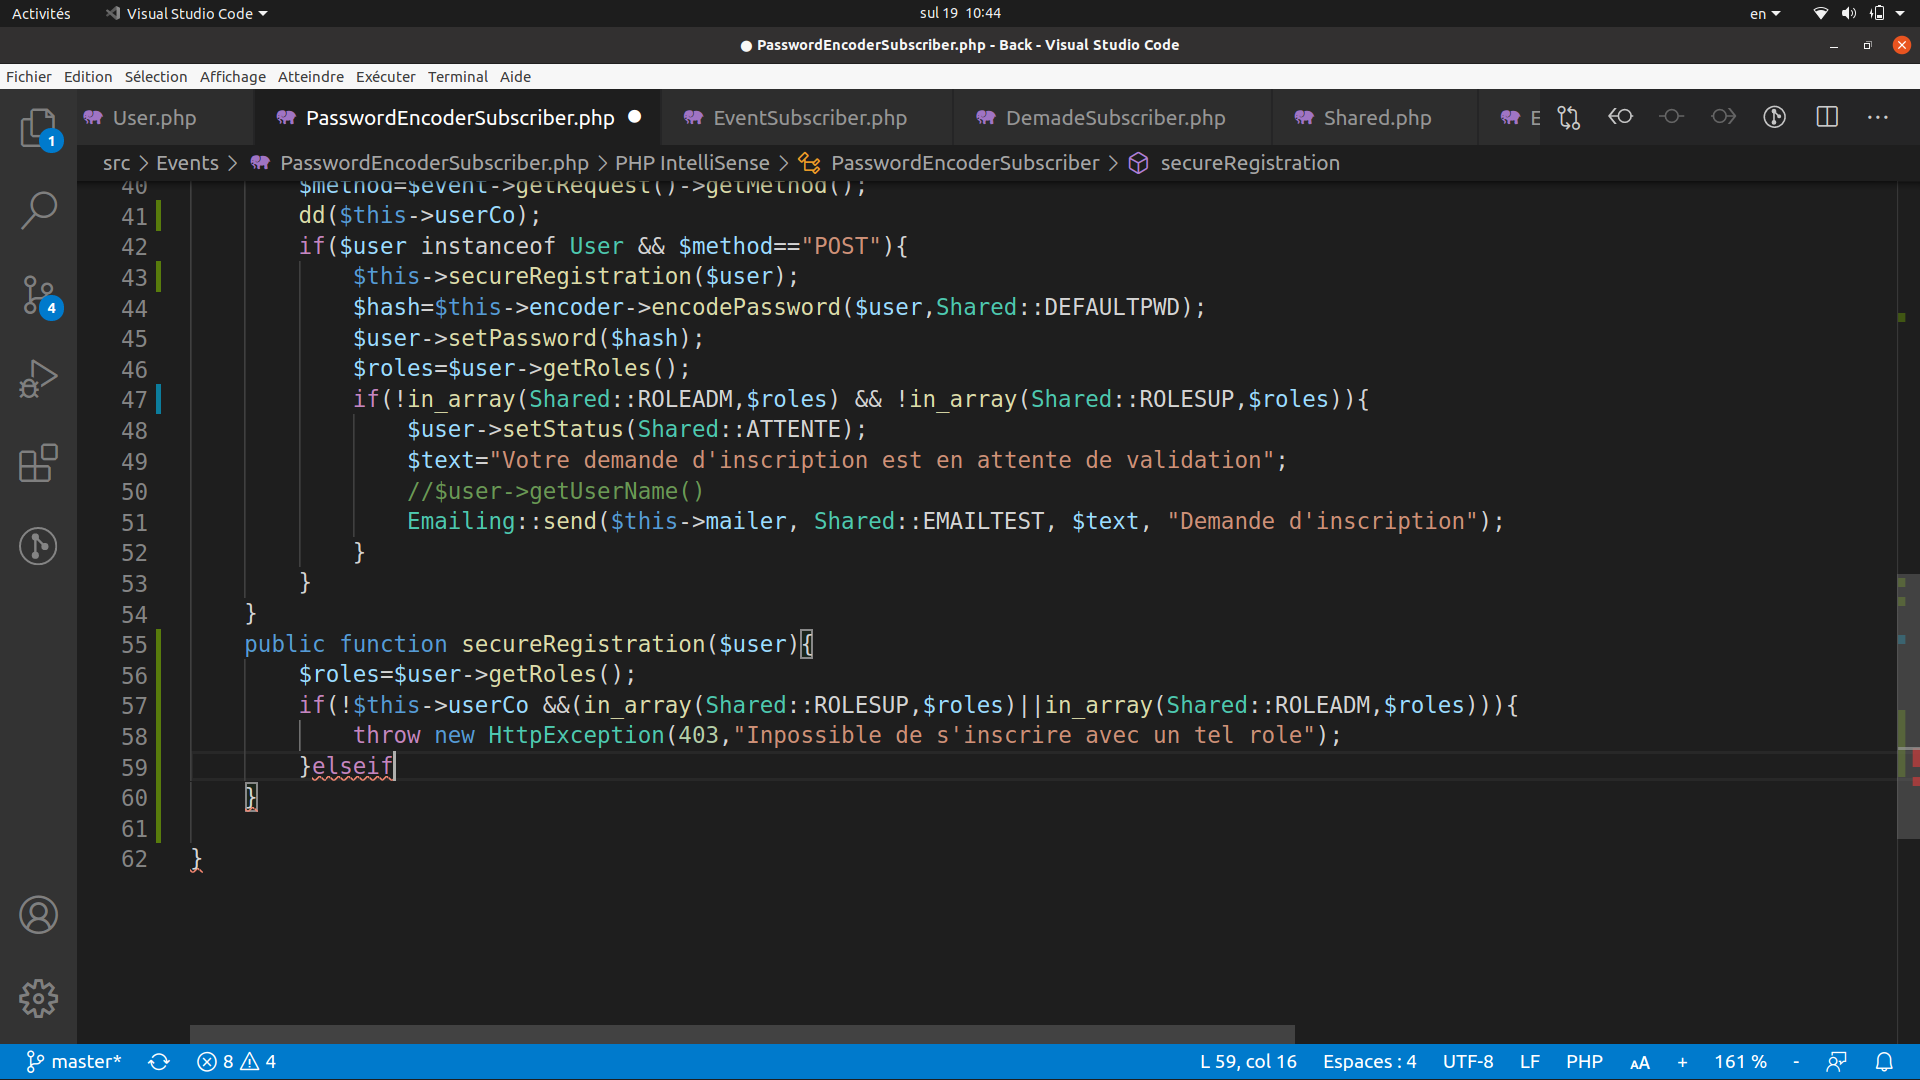 Activités Visual Studio Code sul 19 10:44 en
PasswordEncoderSubscriber.php - Back - Visual Studio Code
Fichier Edition Sélection Affichage Atteindre Exécuter Terminal Aide
User.php PasswordEncoderSubscriber.php EventSubscriber.php DemadeSubscriber.php Shared.php E
src > Events > PasswordEncoderSubscriber.php > PHP IntelliSense > PasswordEncoderSubscriber > secureRegistration
40 $method=$event->getRequest()->getMethod();
41 dd($this->userCo);
42 if($user instanceof User && $method=="POST"){
43 $this->secureRegistration($user);
44 $hash=$this->encoder->encodePassword($user,Shared::DEFAULTPWD);
45 $user->setPassword($hash);
46 $roles=$user->getRoles();
47 if(!in_array(Shared::ROLEADM,$roles) && !in_array(Shared::ROLESUP,$roles)){
48 $user->setStatus(Shared::ATTENTE);
49 $text="Votre demande d'inscription est en attente de validation";
50 //$user->getUserName()
51 Emailing::send($this->mailer, Shared::EMAILTEST, $text, "Demande d'inscription");
52 }
53 }
54 }
55 public function secureRegistration($user){
56 $roles=$user->getRoles();
57 if(!$this->userCo &&(in_array(Shared::ROLESUP,$roles)||in_array(Shared::ROLEADM,$roles))){
58 throw new HttpException(403,"Inpossible de s'inscrire avec un tel role");
59 }elseif
60 }
61
62 }
1
4
master* 8 4 L 59, col 16 Espaces : 4 UTF-8 LF PHP AA + 161 % -